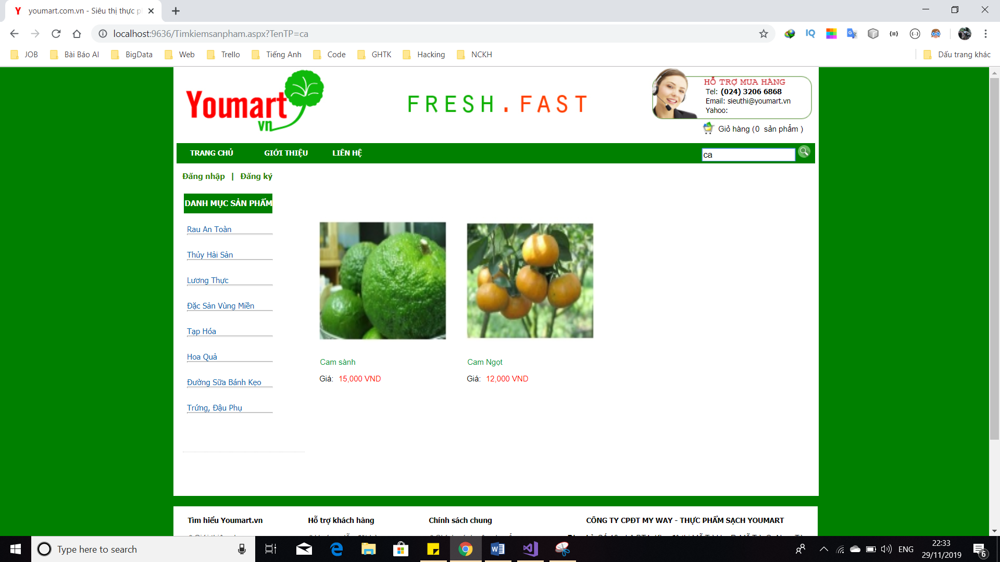 youmart.com.vn - Siêu thị thực p
localhost:9636/Timkiemsanpham.aspx?TenTP=ca
JOB
Bài Báo AI
BigData
Web
Trello
Tiếng Anh
Code
GHTK
Hacking
NCKH
Dấu trang khác
Youmart
vn
FRESH.FAST
HỖ TRỢ MUA HÀNG
Tel: (024) 3206 6868
Email: sieuthi@youmart.vn
Yahoo:
Giỏ hàng (0 sản phẩm )
TRANG CHỦ
GIỚI THIỆU
LIÊN HỆ
ca
Đăng nhập | Đăng ký
DANH MỤC SẢN PHẨM
Rau An Toàn
Thủy Hải Sản
Lương Thực
Đặc Sản Vùng Miền
Tạp Hóa
Hoa Quả
Đường Sữa Bánh Kẹo
Trứng, Đậu Phụ
Cam sành
Giá: 15,000 VND
Cam Ngọt
Giá: 12,000 VND
Tìm hiểu Youmart.vn
Hỗ trợ khách hàng
Chính sách chung
CÔNG TY CPĐT MY WAY - THỰC PHẨM SẠCH YOUMART
Type here to search
ENG
22:33
29/11/2019
6